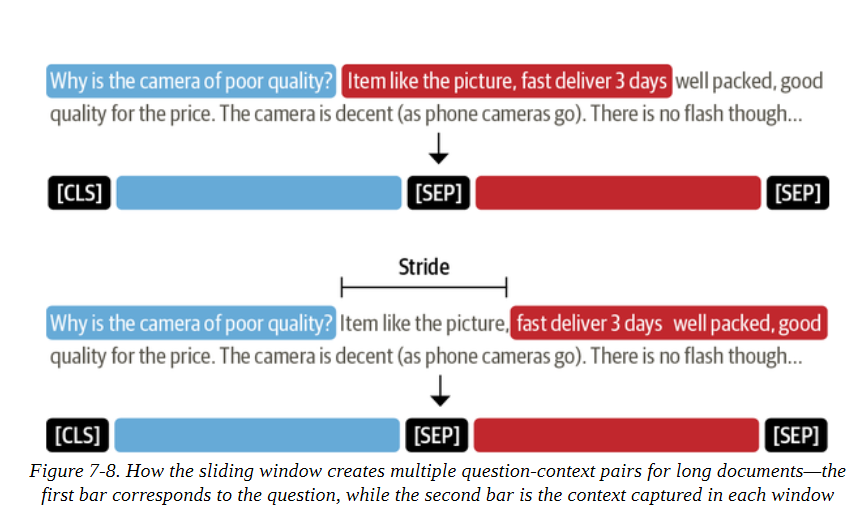 Why is the camera of poor quality? Item like the picture, fast deliver 3 days well packed, good
quality for the price. The camera is decent (as phone cameras go). There is no flash though...
[CLS] [SEP] [SEP]
Stride
Why is the camera of poor quality? Item like the picture, fast deliver 3 days well packed, good
quality for the price. The camera is decent (as phone cameras go). There is no flash though...
[CLS] [SEP] [SEP]
Figure 7-8. How the sliding window creates multiple question-context pairs for long documents—the
first bar corresponds to the question, while the second bar is the context captured in each window